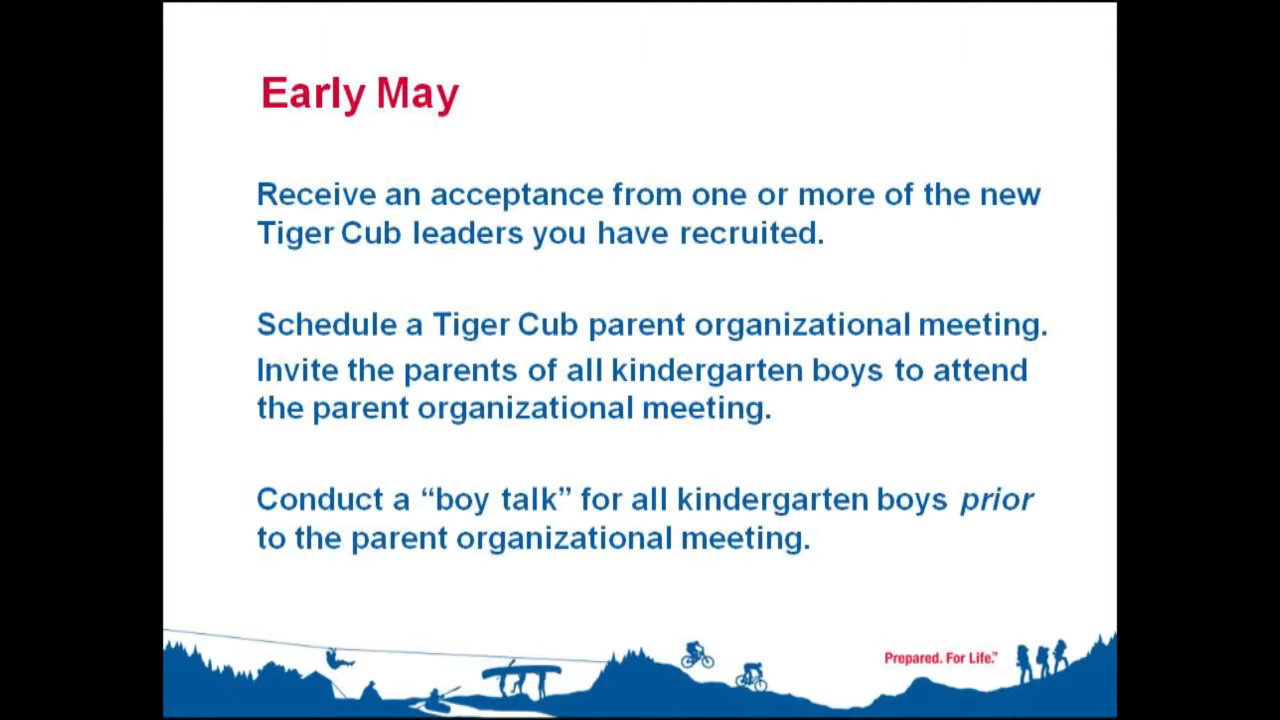 Early May
Receive an acceptance from one or more of the new
Tiger Cub leaders you have recruited.
Schedule a Tiger Cub parent organizational meeting.
Invite the parents of all kindergarten boys to attend
the parent organizational meeting.
Conduct a “boy talk” for all kindergarten boys prior
to the parent organizational meeting.
Prepared. For Life.™